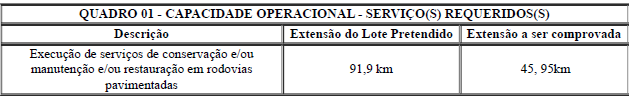 QUADRO 01 - CAPACIDADE OPERACIONAL - SERVIÇO(S) REQUERIDOS(S)
Descrição Extensão do Lote Pretendido Extensão a ser comprovada
Execução de serviços de conservação e/ou
manutenção e/ou restauração em rodovias
pavimentadas
91,9 km
45, 95km